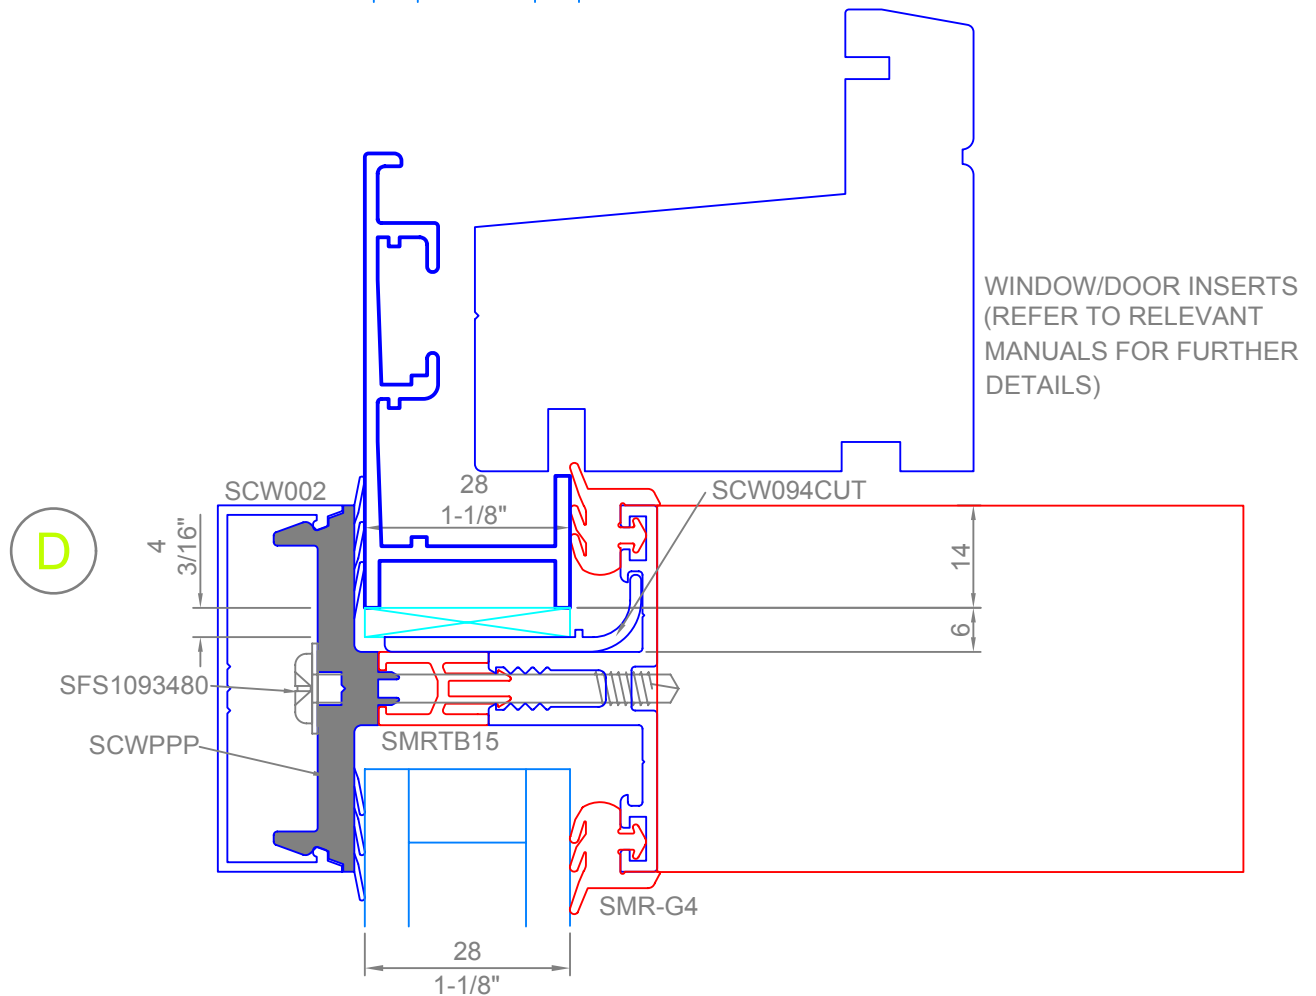 WINDOW/DOOR INSERTS
(REFER TO RELEVANT
MANUALS FOR FURTHER
DETAILS)
SCW002
28
1-1/8"
SCW094CUT
D
4
3/16"
14
6
SFS1093480
SCWPPP
SMRTB15
SMR-G4
28
1-1/8"